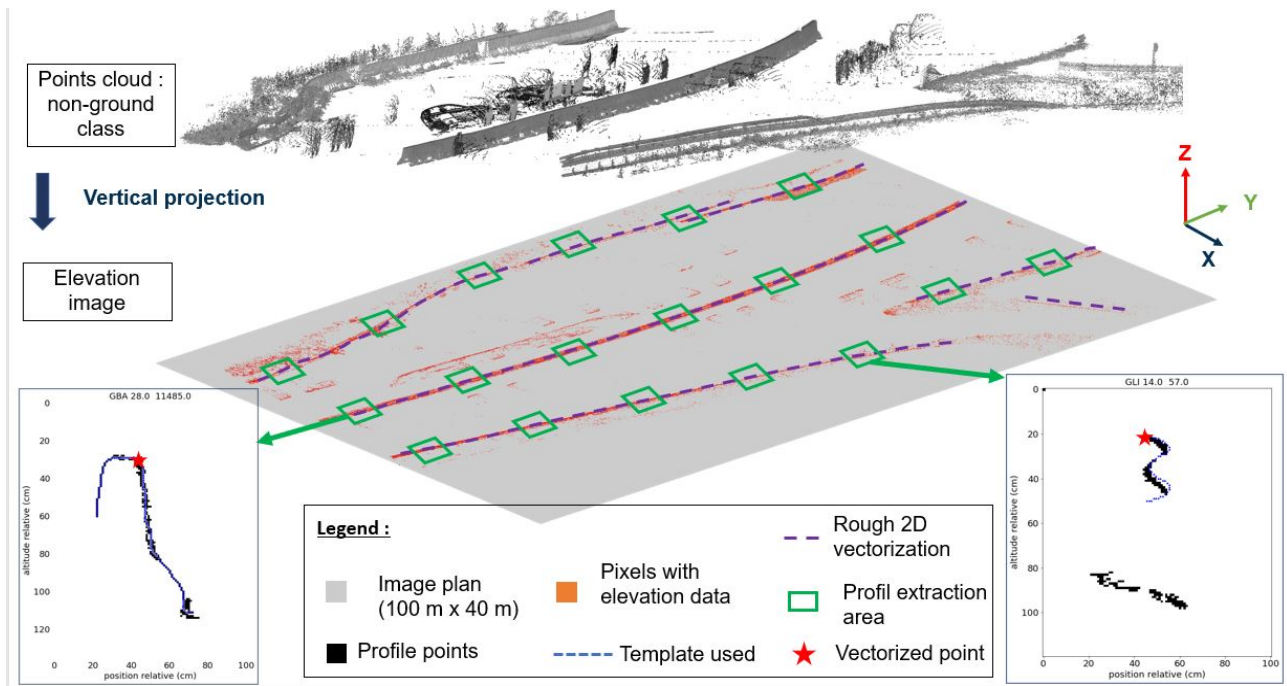 Points cloud :
non-ground
class
Vertical projection
Elevation
image
Z
Y
X
GBA 28.0 11485.0
0
20
40
60
80
100
120
altitude relative (cm)
0 20 40 60 80 100
position relative (cm)
GLI 14.0 57.0
0
20
40
60
80
100
altitude relative (cm)
0 20 40 60 80 100
position relative (cm)
Legend :
Image plan
(100 m x 40 m)
Pixels with
elevation data
Rough 2D
vectorization
Profil extraction
area
Profile points
Template used
Vectorized point